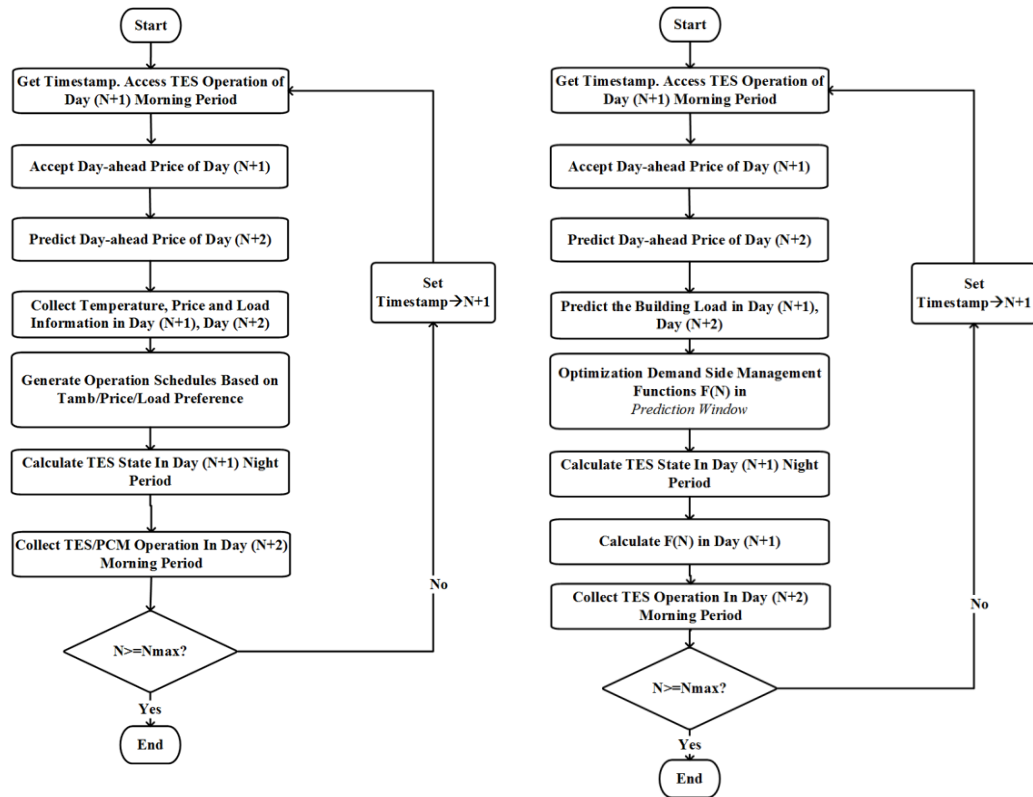 Start
Get Timestamp. Access TES Operation of
Day (N+1) Morning Period
Accept Day-ahead Price of Day (N+1)
Predict Day-ahead Price of Day (N+2)
Collect Temperature, Price and Load
Information in Day (N+1), Day (N+2)
Generate Operation Schedules Based on
Tamb/Price/Load Preference
Calculate TES State In Day (N+1) Night
Period
Collect TES/PCM Operation In Day (N+2)
Morning Period
N>=Nmax?
Yes
End
No
Set
Timestamp→N+1
Start
Get Timestamp. Access TES Operation of
Day (N+1) Morning Period
Accept Day-ahead Price of Day (N+1)
Predict Day-ahead Price of Day (N+2)
Predict the Building Load in Day (N+1),
Day (N+2)
Optimization Demand Side Management
Functions F(N) in
Prediction Window
Calculate TES State In Day (N+1) Night
Period
Calculate F(N) in Day (N+1)
Collect TES Operation In Day (N+2)
Morning Period
N>=Nmax?
Yes
End
No
Set
Timestamp→N+1